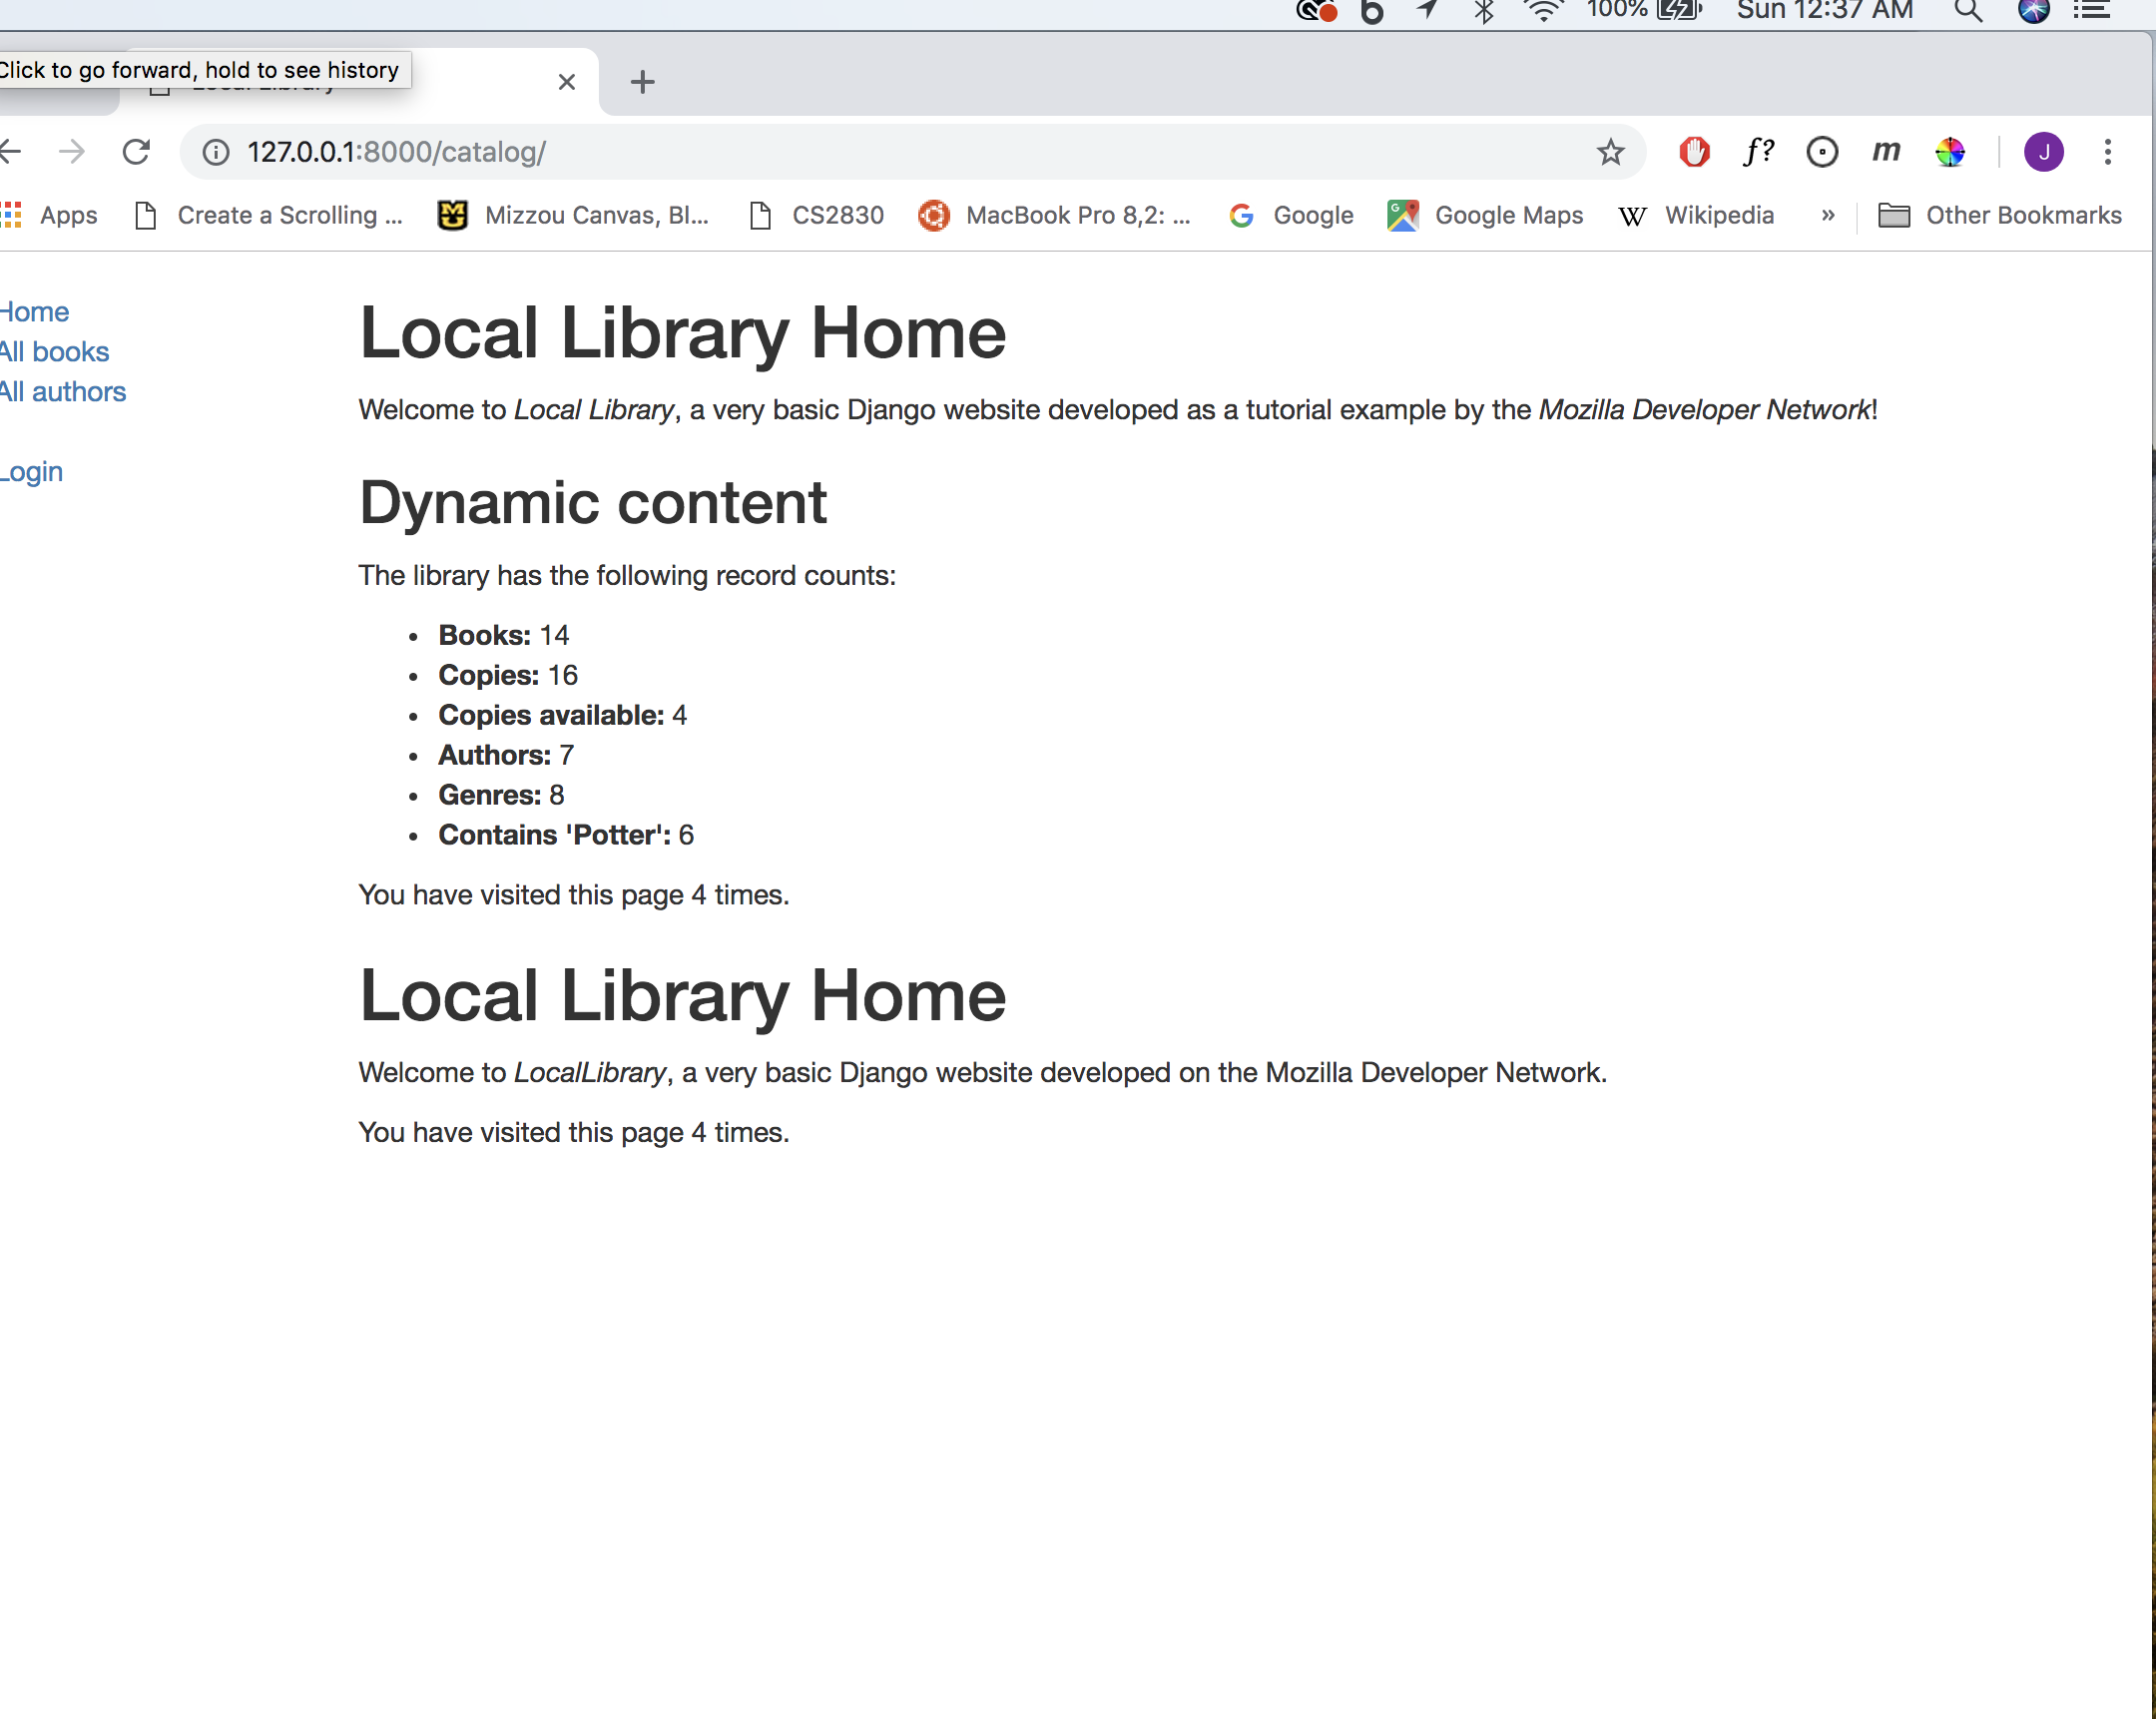 100% Sun 12:37 AM
Click to go forward, hold to see history
127.0.0.1:8000/catalog/
f? m J
Apps Create a Scrolling ... Mizzou Canvas, Bl... CS2830 MacBook Pro 8,2: ... Google Google Maps Wikipedia » Other Bookmarks
Home
All books
All authors
Login
Local Library Home
Welcome to Local Library, a very basic Django website developed as a tutorial example by the Mozilla Developer Network!
Dynamic content
The library has the following record counts:
• Books: 14
• Copies: 16
• Copies available: 4
• Authors: 7
• Genres: 8
• Contains 'Potter': 6
You have visited this page 4 times.
Local Library Home
Welcome to LocalLibrary, a very basic Django website developed on the Mozilla Developer Network.
You have visited this page 4 times.